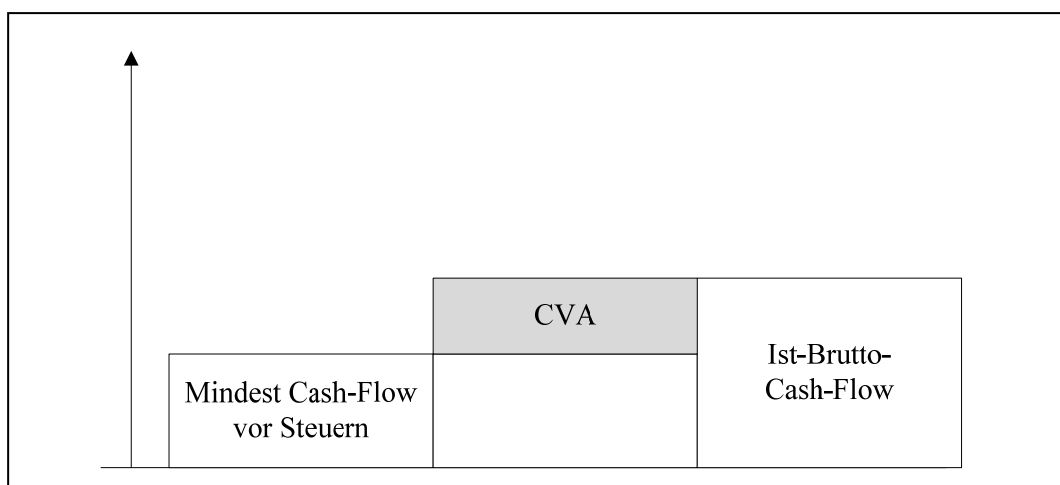 CVA
Mindest Cash-Flow
vor Steuern
Ist-Brutto-
Cash-Flow